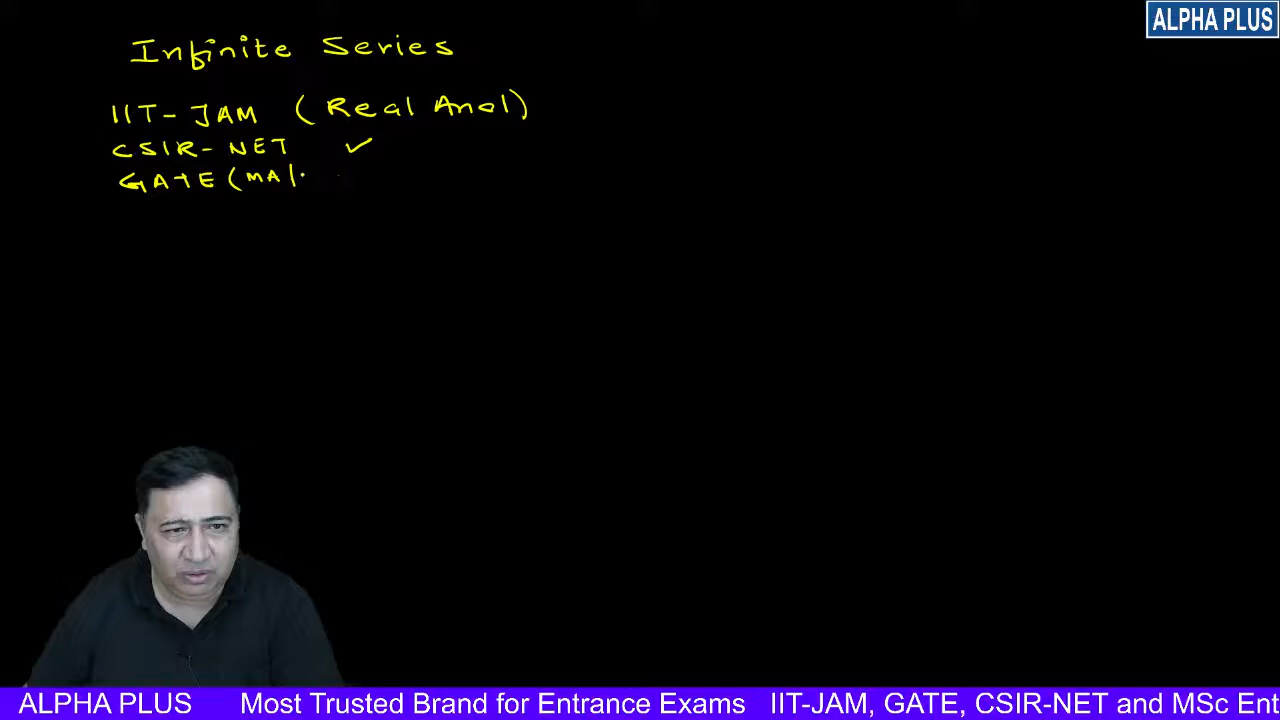 ALPHA PLUS
Infinite Series
IIT-JAM (Real Anal)
CSIR-NET ✓
GATE (MA).
ALPHA PLUS Most Trusted Brand for Entrance Exams IIT-JAM, GATE, CSIR-NET and MSc Ent